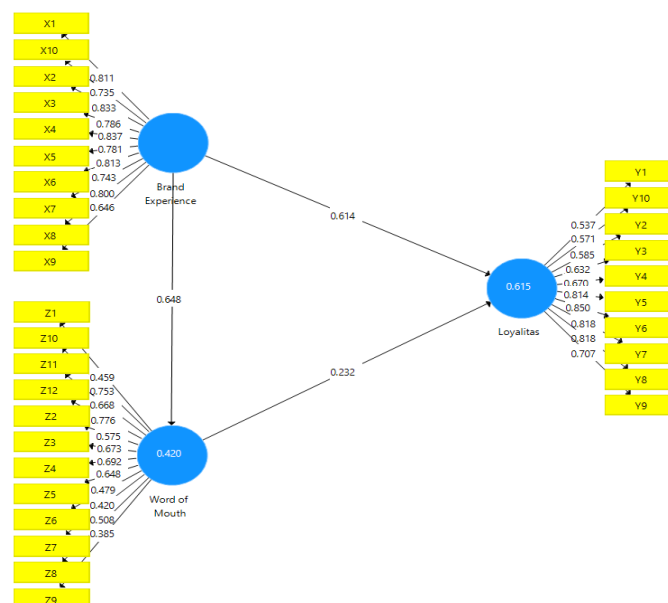 X1
X10
X2
X3
X4
X5
X6
X7
X8
X9
0.811
0.735
0.833
0.786
0.837
0.781
0.813
0.743
0.800
0.646
Brand
Experience
0.614
0.648
Z1
Z10
Z11
Z12
Z2
Z3
Z4
Z5
Z6
Z7
Z8
Z9
0.459
0.753
0.668
0.776
0.575
0.673
0.692
0.648
0.479
0.420
0.508
0.385
0.420
Word of
Mouth
0.232
0.615
Loyalitas
0.537
0.571
0.585
0.632
0.670
0.814
0.850
0.818
0.818
0.707
Y1
Y10
Y2
Y3
Y4
Y5
Y6
Y7
Y8
Y9